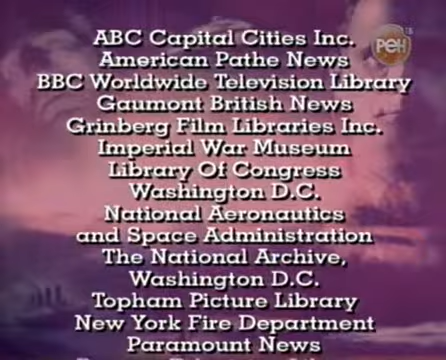 РЕН
ABC Capital Cities Inc.
American Pathe News
BBC Worldwide Television Library
Gaumont British News
Grinberg Film Libraries Inc.
Imperial War Museum
Library Of Congress
Washington D.C.
National Aeronautics
and Space Administration
The National Archive,
Washington D.C.
Topham Picture Library
New York Fire Department
Paramount News